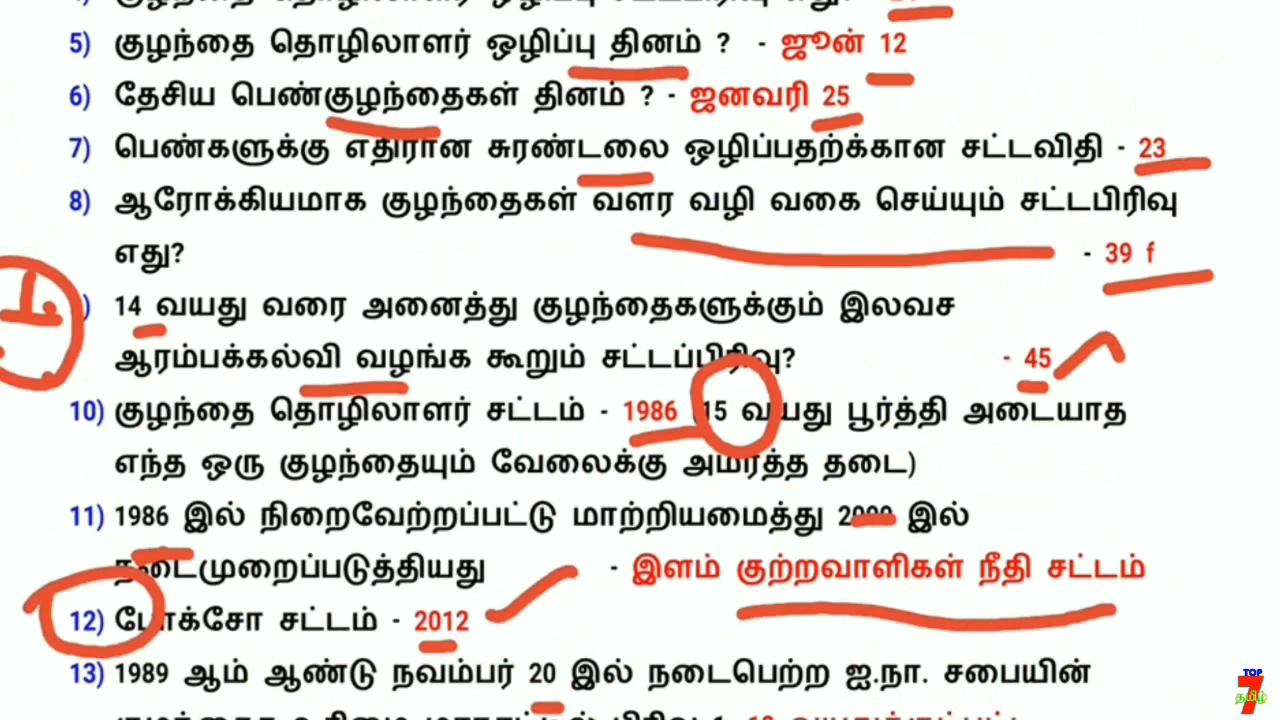 5) குழந்தை தொழிலாளர் ஒழிப்பு தினம் ? - ஜூன் 12
6) தேசிய பெண்குழந்தைகள் தினம் ? - ஜனவரி 25
7) பெண்களுக்கு எதிரான சுரண்டலை ஒழிப்பதற்க்கான சட்டவிதி - 23
8) ஆரோக்கியமாக குழந்தைகள் வளர வழி வகை செய்யும் சட்டபிரிவு
எது? - 39 f
) 14 வயது வரை அனைத்து குழந்தைகளுக்கும் இலவச
ஆரம்பக்கல்வி வழங்க கூறும் சட்டப்பிரிவு? - 45
10) குழந்தை தொழிலாளர் சட்டம் - 1986 15 வயது பூர்த்தி அடையாத
எந்த ஒரு குழந்தையும் வேலைக்கு அமர்த்த தடை)
11) 1986 இல் நிறைவேற்றப்பட்டு மாற்றியமைத்து 2000 இல்
நடைமுறைப்படுத்தியது - இளம் குற்றவாளிகள் நீதி சட்டம்
12) போக்சோ சட்டம் - 2012
13) 1989 ஆம் ஆண்டு நவம்பர் 20 இல் நடைபெற்ற ஐ.நா. சபையின்
TOP
7
தமிழ்